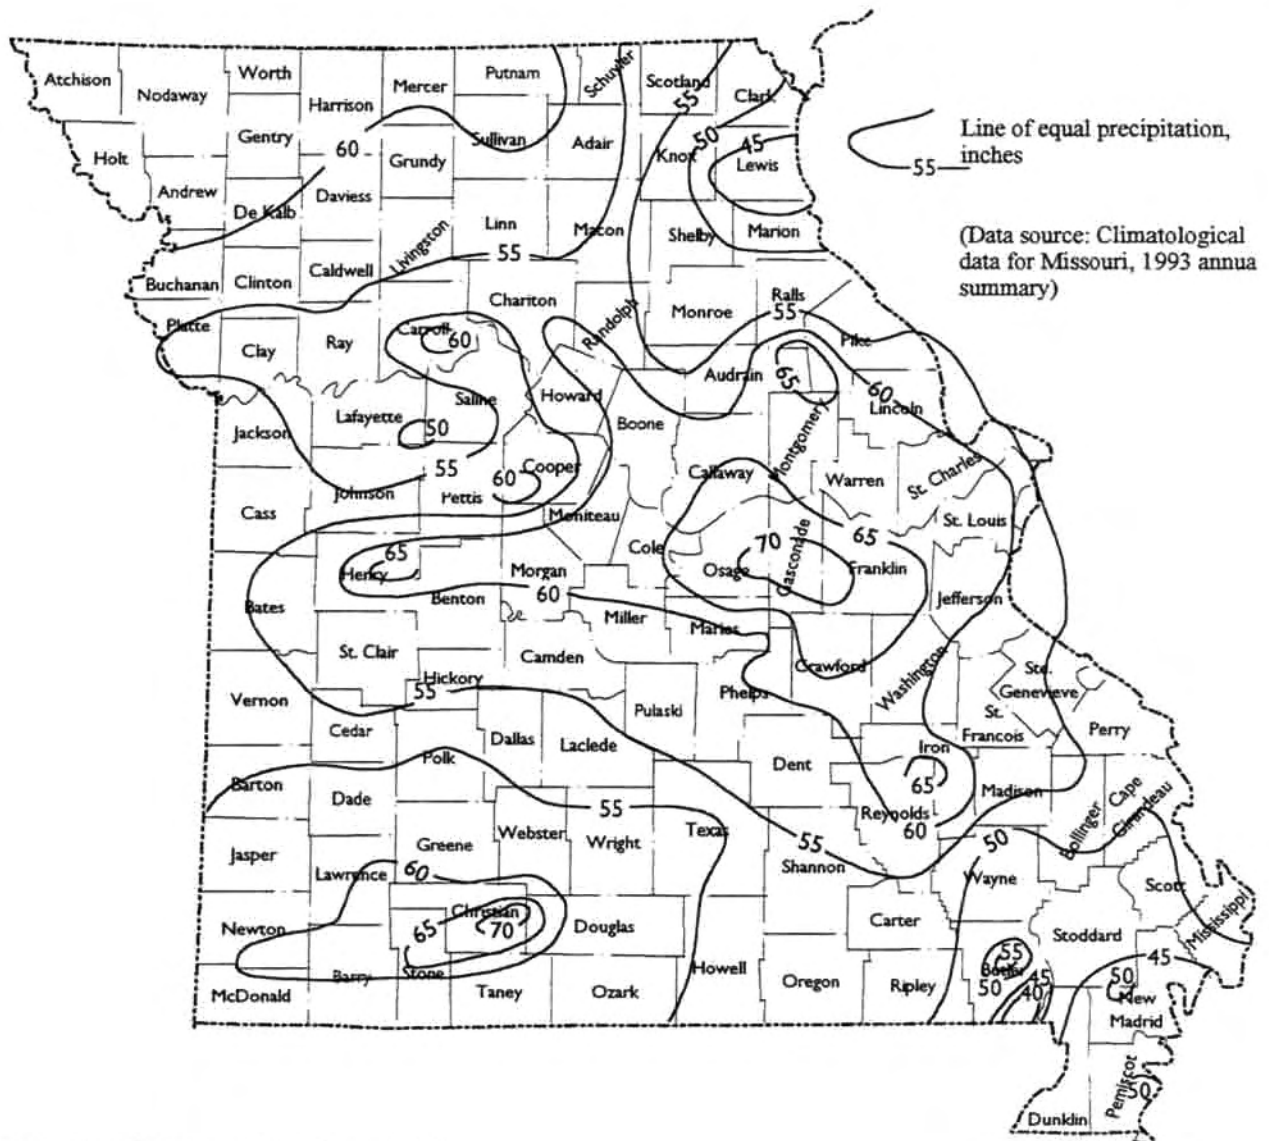 Atchison
Nodaway
Worth
Harrison
Mercer
Putnam
Schuyler
Scotland
Clark
55
50
45
Line of equal precipitation,
inches
55
Holt
Gentry
60
Grundy
Sullivan
Adair
Knox
Lewis
Andrew
De Kalb
Daviess
Livingston
Linn
Macon
Shelby
Marion
(Data source: Climatological
data for Missouri, 1993 annua
summary)
55
Buchanan
Clinton
Caldwell
Chariton
Randolph
Monroe
Ralls
55
Platte
Clay
Ray
Carroll
60
Pike
Audrain
65
60
Lincoln
Jackson
Lafayette
50
Saline
Howard
Boone
Montgomery
55
60
Cooper
Callaway
Warren
St. Charles
Cass
Johnson
Pettis
Moniteau
65
St. Louis
Cole
70
Gasconade
Osage
Franklin
65
Henry
Morgan
Bates
Benton
60
Miller
Maries
Jefferson
St. Clair
Camden
Crawford
Washington
Ste.
Genevieve
Hickory
55
Vernon
Pulaski
Phelps
St.
Francois
Perry
Cedar
Dallas
Laclede
Iron
Polk
Dent
65
Madison
Barton
Dade
55
Reynolds
60
Bollinger
Cape
Girardeau
Texas
Webster
Wright
55
50
Jasper
Greene
Shannon
Lawrence
60
Wayne
Scott
Mississippi
Christian
Newton
65
70
Douglas
Carter
Stoddard
55
45
Barry
Stone
Howell
Butler
50
45
40
50
McDonald
Taney
Ozark
Oregon
Ripley
New
Madrid
Pemiscot
50
Dunklin